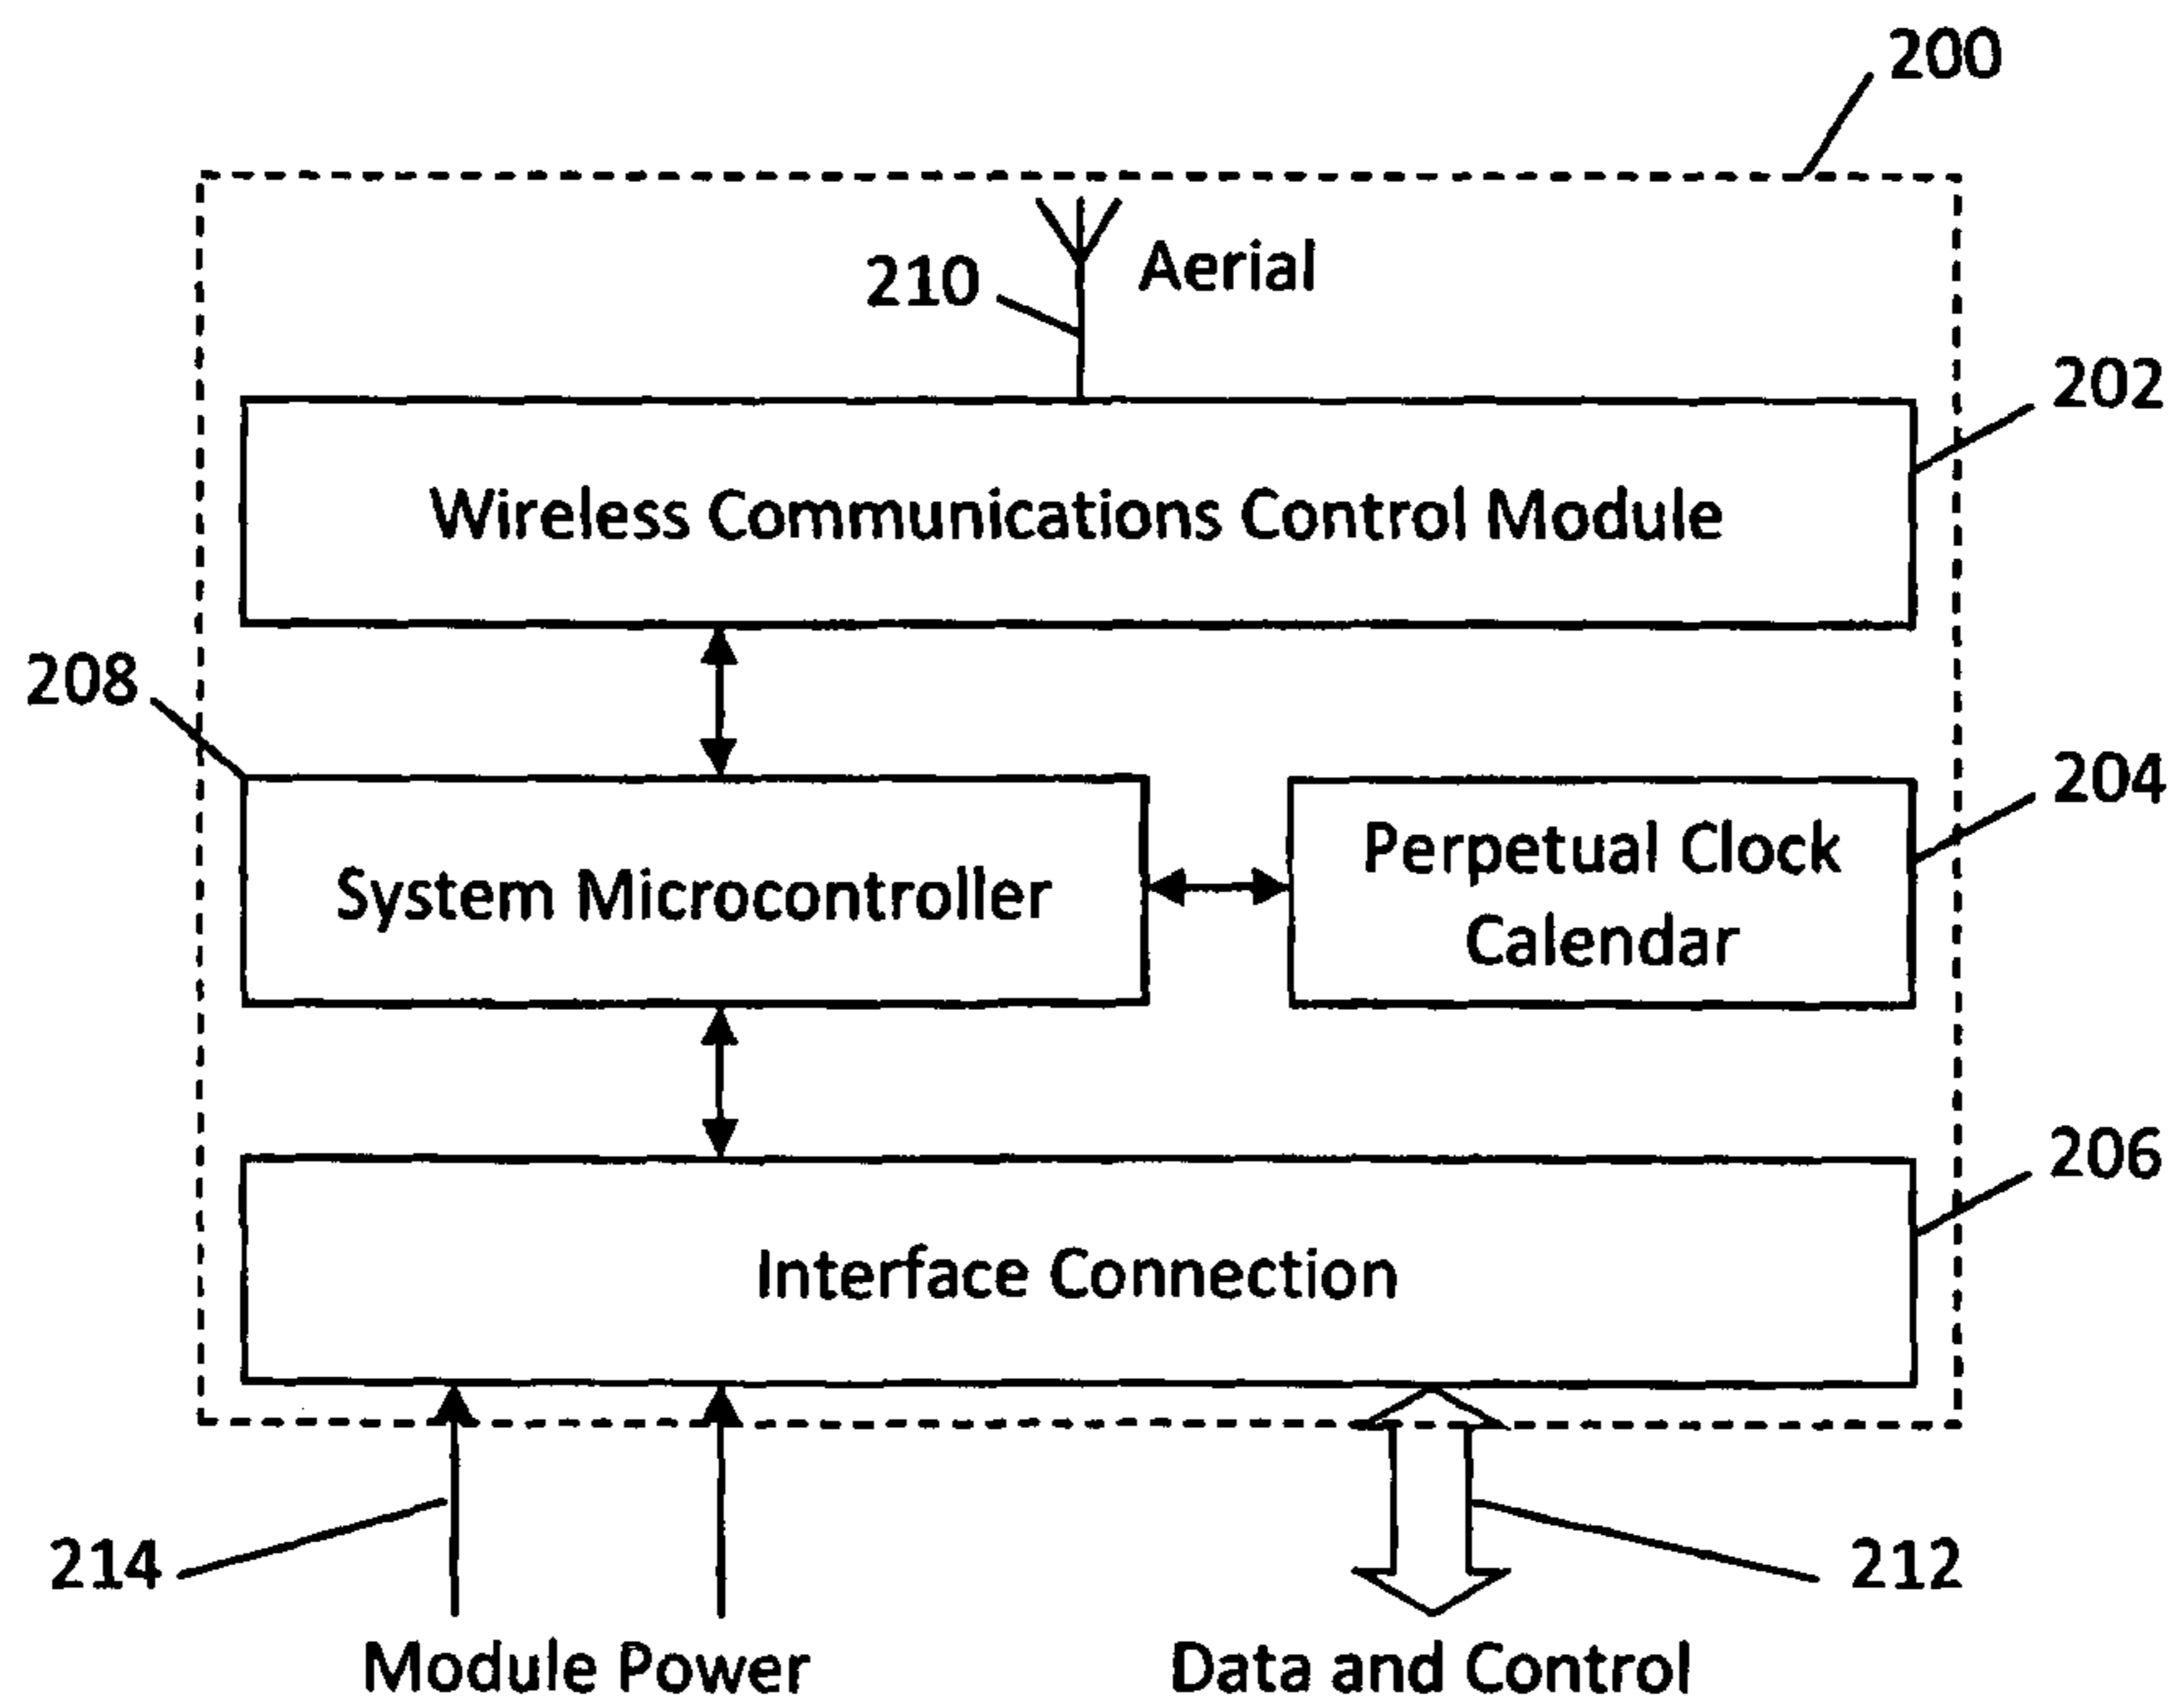 200
Aerial
210
202
Wireless Communications Control Module
208
204
Perpetual Clock
Calendar
System Microcontroller
206
Interface Connection
214
212
Module Power
Data and Control